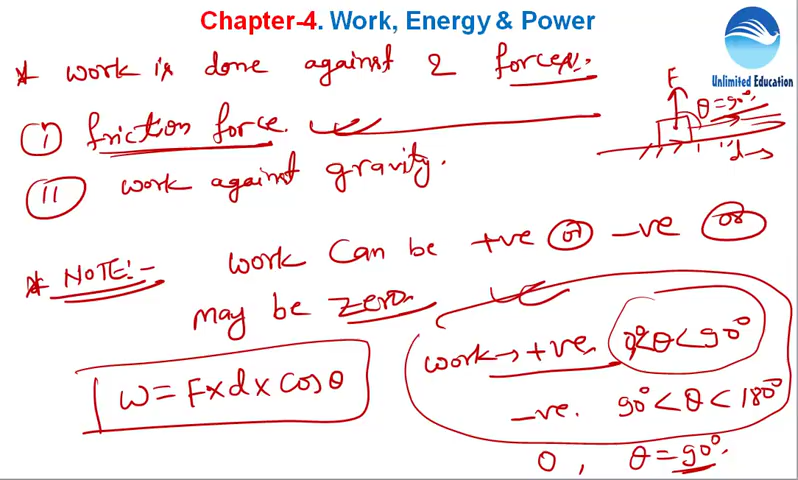 Chapter-4. Work, Energy & Power
Unlimited Education
* work is done against 2 forces:
(i) friction force.
F
θ = 90°
d→
(ii) work against gravity.
* NOTE:- work can be +ve or -ve or
may be zero.
work → +ve. 0°<θ<90°
W = F×d×cosθ
-ve. 90° < θ < 180°
0, θ = 90°.